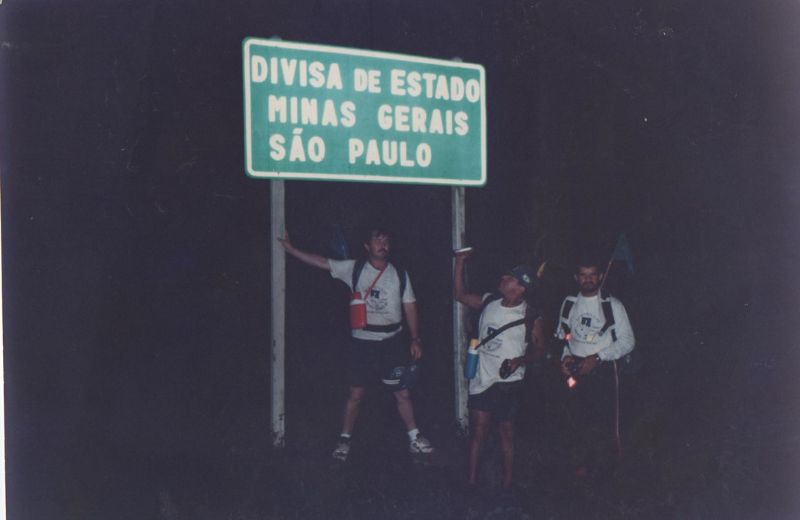 DIVISA DE ESTADO
MINAS GERAIS
SÃO PAULO